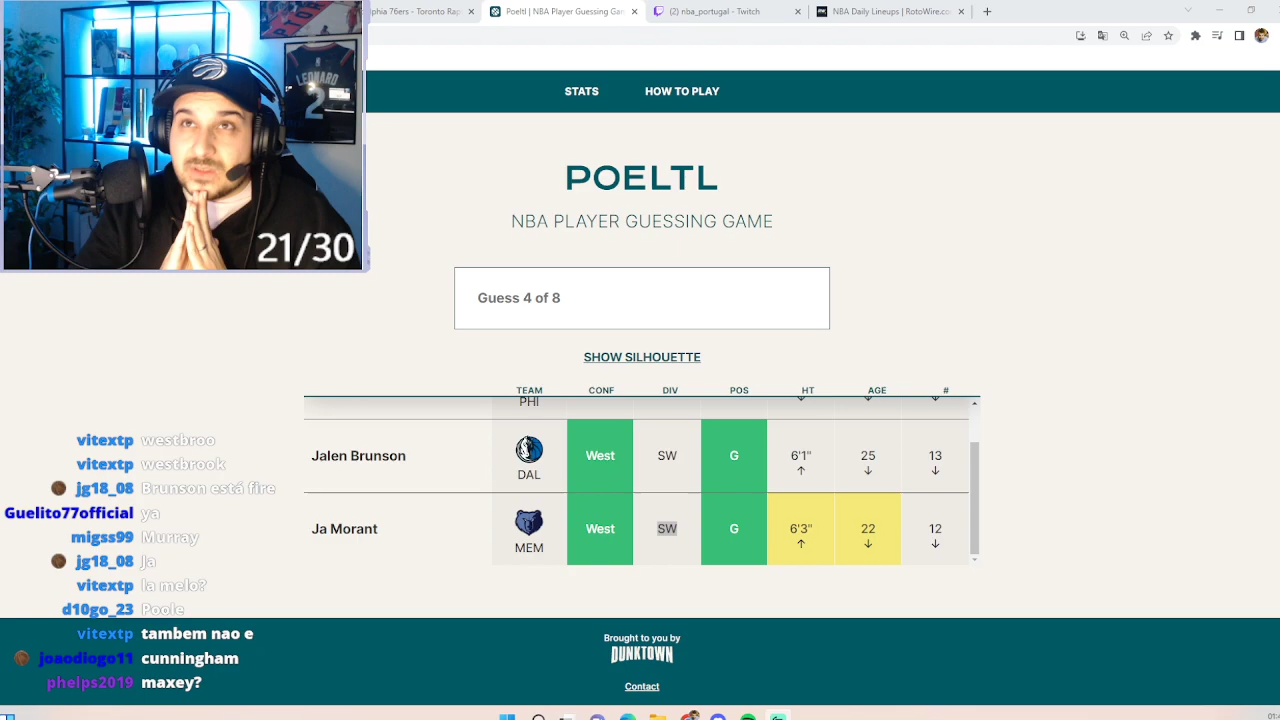 phia 76ers - Toronto Rap
Poeltl | NBA Player Guessing Gam
(2) nba_portugal - Twitch
NBA Daily Lineups | RotoWire.co
LEONARD
2
21/30
STATS
HOW TO PLAY
POELTL
NBA PLAYER GUESSING GAME
Guess 4 of 8
SHOW SILHOUETTE
TEAM CONF DIV POS HT AGE #
PHI
Jalen Brunson DAL West SW G 6'1" ↑ 25 ↓ 13 ↓
Ja Morant MEM West SW G 6'3" ↑ 22 ↓ 12 ↓
vitextp westbroo
vitextp westbrook
jg18_08 Brunson está fire
Guelito77official ya
migss99 Murray
jg18_08 Ja
vitextp la melo?
d10go_23 Poole
vitextp tambem nao e
joaodiogo11 cunningham
phelps2019 maxey?
Brought to you by
DUNKTOWN
Contact